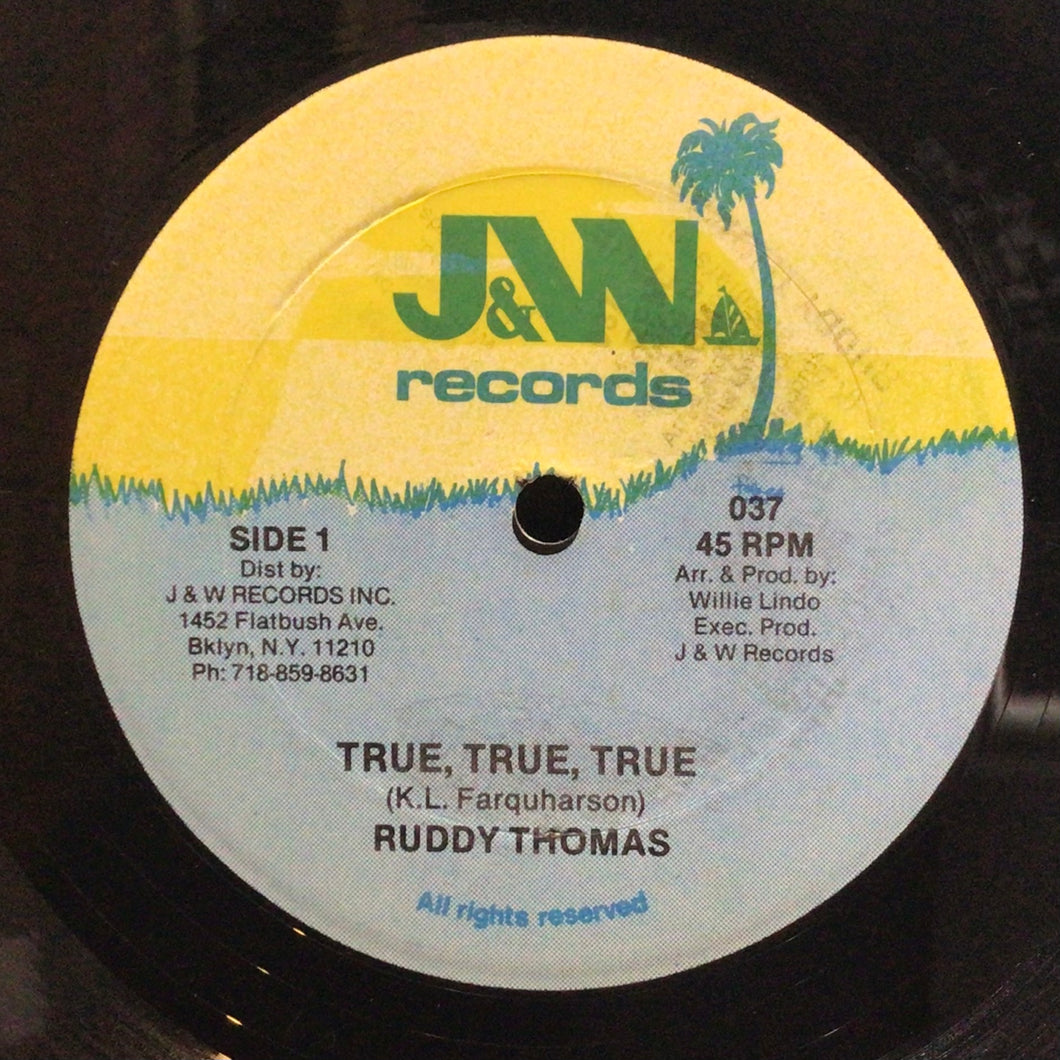 J&W
records
SIDE 1
Dist by:
J & W RECORDS INC.
1452 Flatbush Ave.
Bklyn, N.Y. 11210
Ph: 718-859-8631
037
45 RPM
Arr. & Prod. by:
Willie Lindo
Exec. Prod.
J & W Records
TRUE, TRUE, TRUE
(K.L. Farquharson)
RUDDY THOMAS
All rights reserved